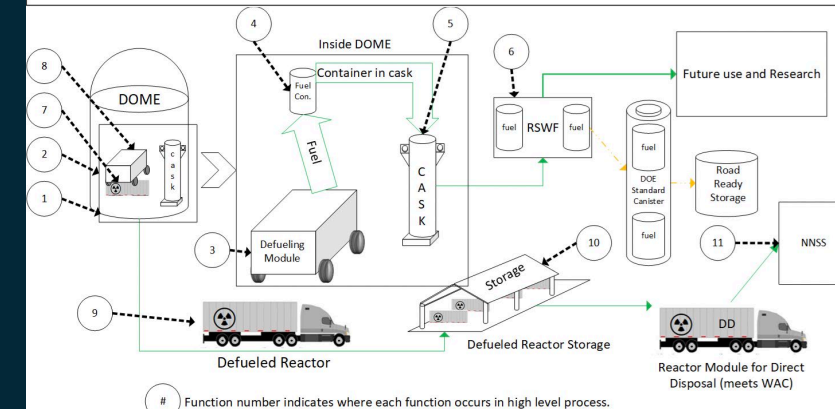 4
5
Inside DOME
6
8
Fuel
Con.
Container in cask
Future use and Research
DOME
7
fuel
RSWF
fuel
cask
Fuel
fuel
2
DOE
Standard
Canister
Road
Ready
Storage
CASK
1
fuel
3
Defueling
Module
10
11
NNSS
Storage
9
DD
Defueled Reactor Storage
Defueled Reactor
Reactor Module for Direct
Disposal (meets WAC)
# Function number indicates where each function occurs in high level process.